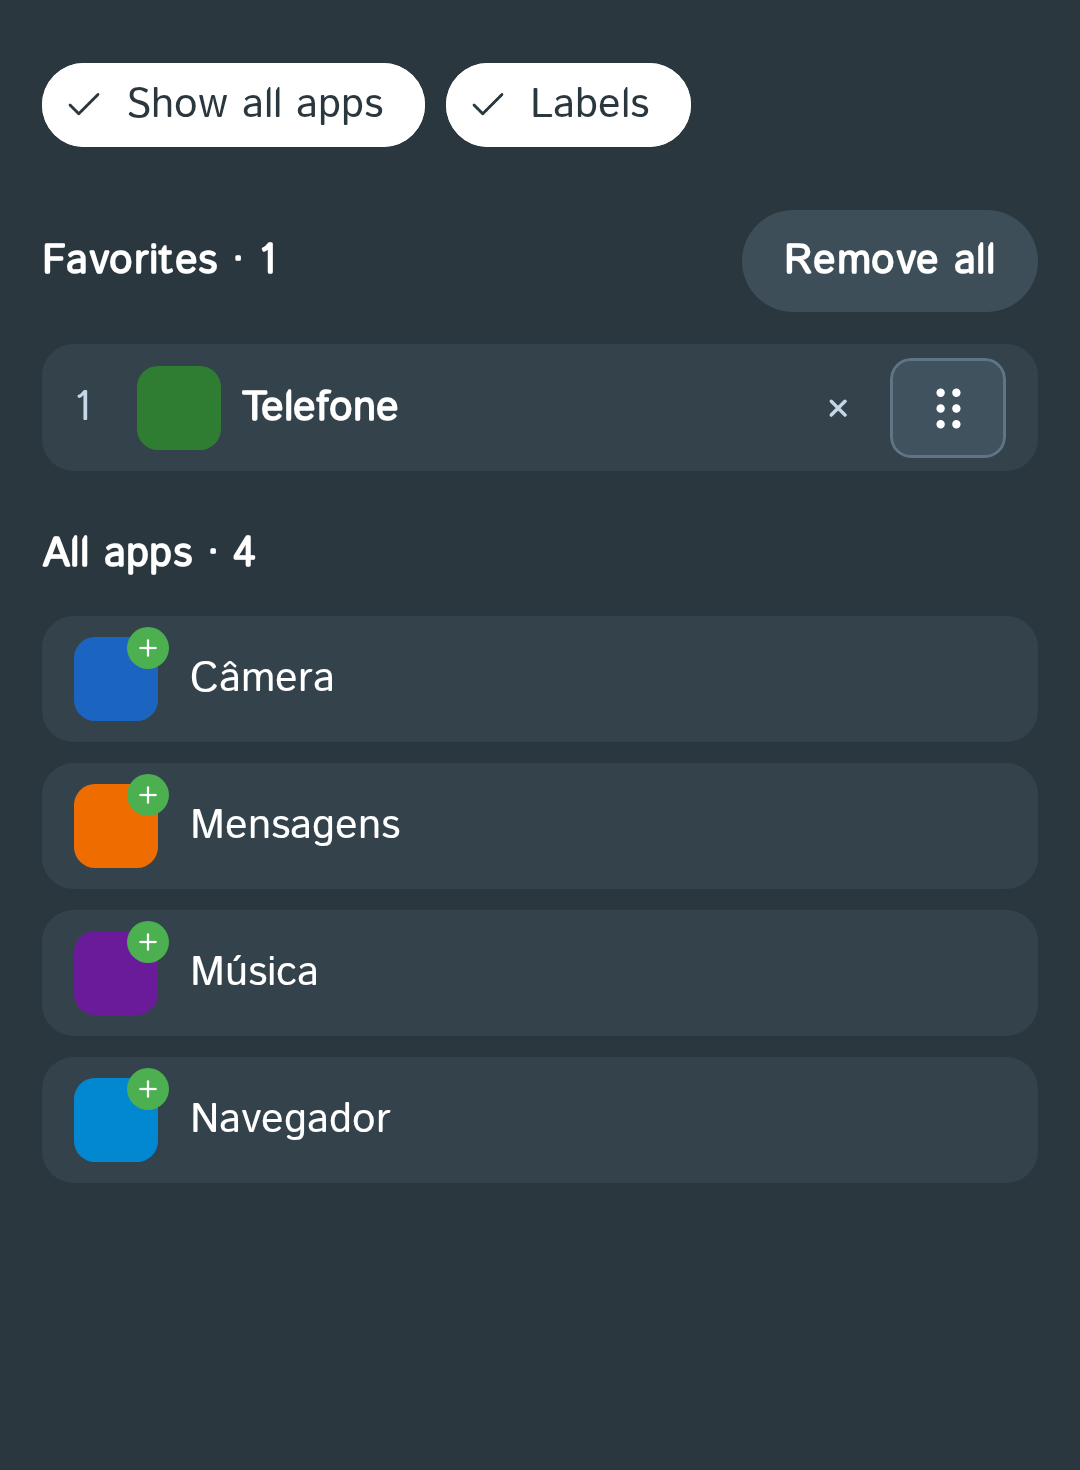 Show all apps
Labels
Favorites · 1
Remove all
1
Telefone
All apps · 4
Câmera
Mensagens
Música
Navegador